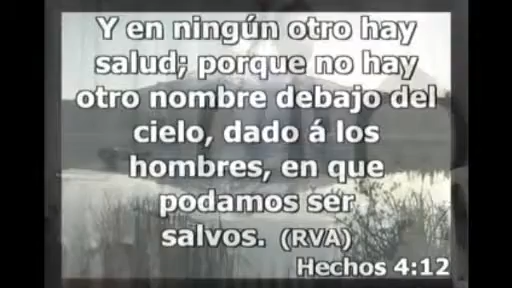 Y en ningún otro hay
salud; porque no hay
otro nombre debajo del
cielo, dado á los
hombres, en que
podamos ser
salvos. (RVA)
Hechos 4:12